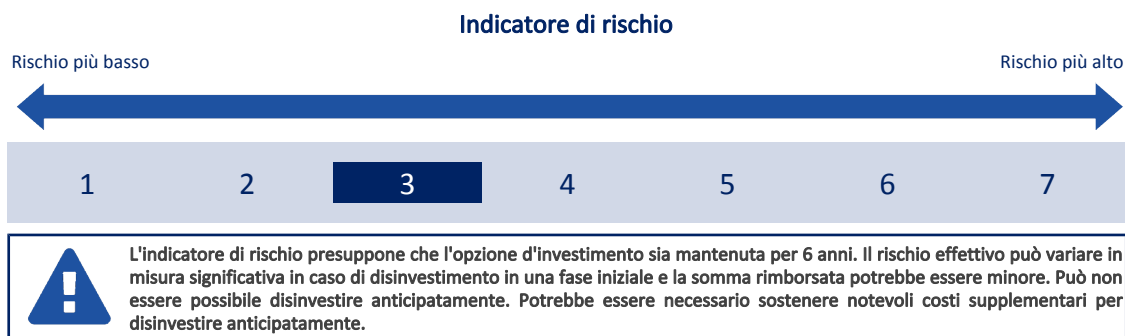 Indicatore di rischio
Rischio più basso
Rischio più alto
1 2 3 4 5 6 7
L'indicatore di rischio presuppone che l'opzione d'investimento sia mantenuta per 6 anni. Il rischio effettivo può variare in
misura significativa in caso di disinvestimento in una fase iniziale e la somma rimborsata potrebbe essere minore. Può non
essere possibile disinvestire anticipatamente. Potrebbe essere necessario sostenere notevoli costi supplementari per
disinvestire anticipatamente.